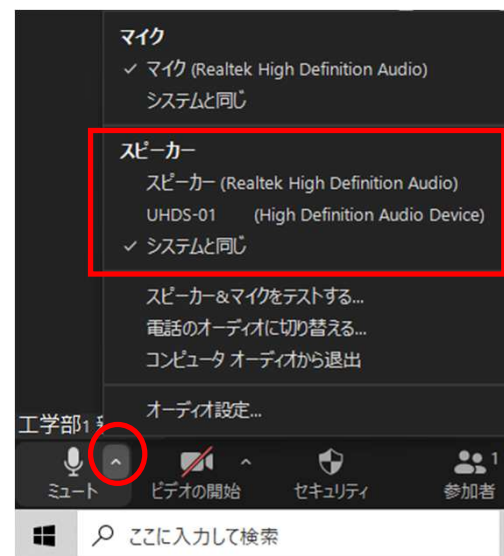 マイク
✓ マイク (Realtek High Definition Audio)
システムと同じ
スピーカー
スピーカー (Realtek High Definition Audio)
UHDS-01 (High Definition Audio Device)
✓ システムと同じ
スピーカー&マイクをテストする...
電話のオーディオに切り替える...
コンピュータ オーディオから退出
オーディオ設定...
工学部1
ミュート ビデオの開始 セキュリティ 参加者 1
ここに入力して検索